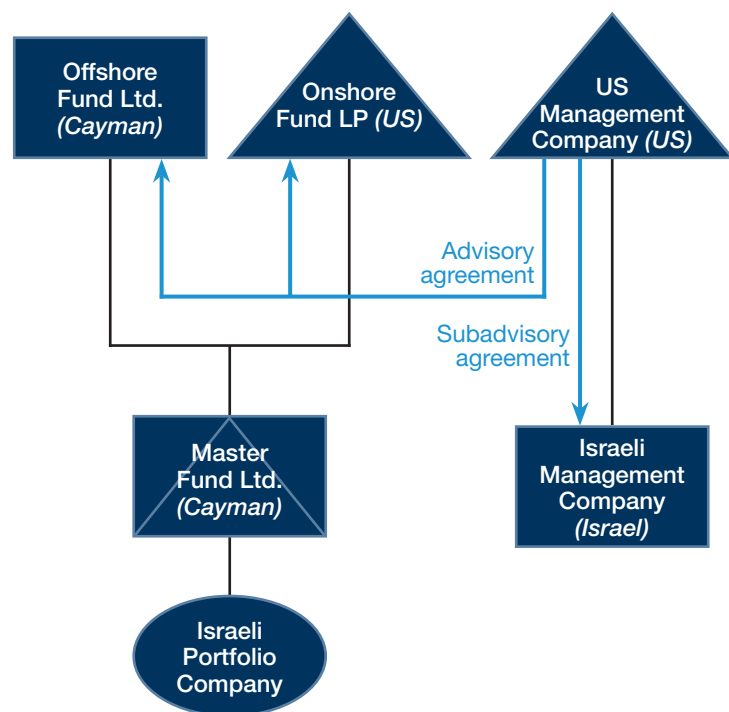 Offshore
Fund Ltd.
(Cayman)
Onshore
Fund LP (US)
US
Management
Company (US)
Advisory
agreement
Subadvisory
agreement
Master
Fund Ltd.
(Cayman)
Israeli
Management
Company
(Israel)
Israeli
Portfolio
Company